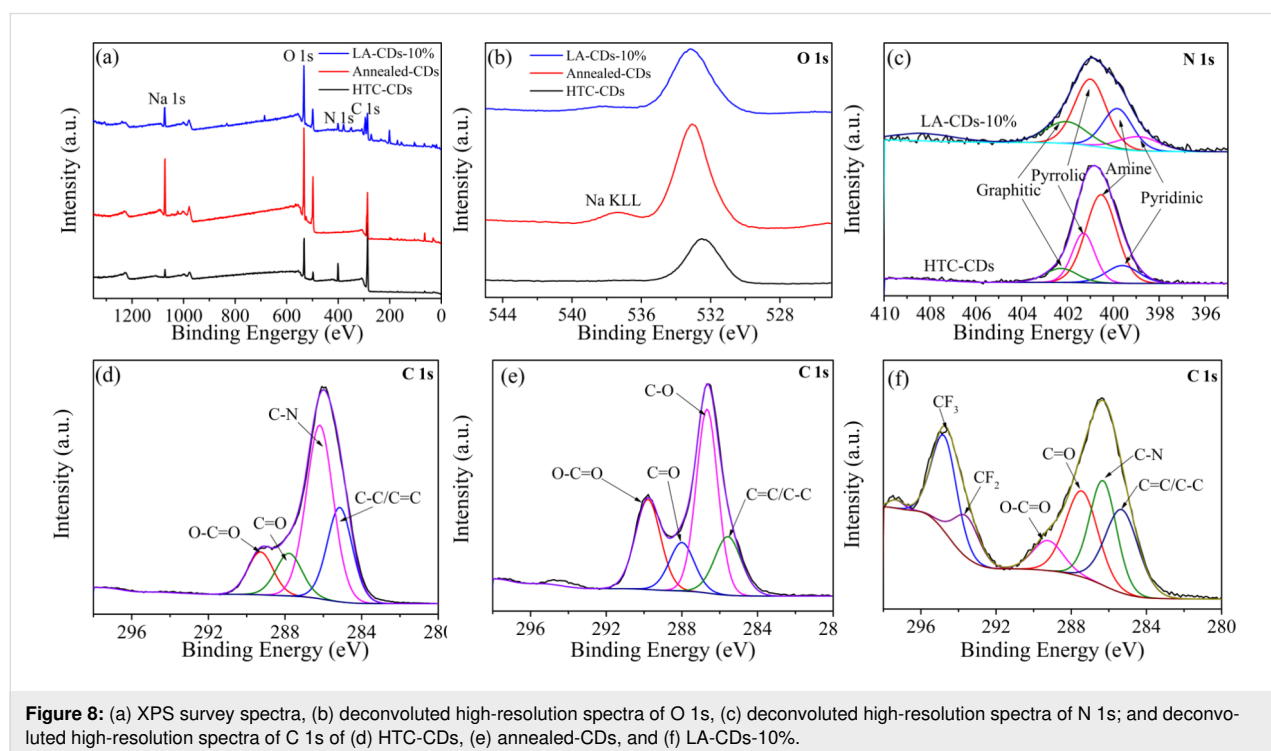 (a)
O 1s
LA-CDs-10%
Annealed-CDs
HTC-CDs
Na 1s
N 1s
C 1s
Intensity (a.u.)
1200 1000 800 600 400 200 0
Binding Engergy (eV)
(b)
O 1s
LA-CDs-10%
Annealed-CDs
HTC-CDs
Na KLL
Intensity (a.u.)
544 540 536 532 528
Binding Engergy (eV)
(c)
N 1s
LA-CDs-10%
Graphitic
Pyrrolic
Amine
Pyridinic
HTC-CDs
Intensity (a.u.)
410 408 406 404 402 400 398 396
Binding Engergy (eV)
(d)
C 1s
C-N
O-C=O
C=O
C-C/C=C
Intensity (a.u.)
296 292 288 284 280
Binding Energy (eV)
(e)
C 1s
C-O
O-C=O
C=O
C=C/C-C
Intensity (a.u.)
296 292 288 284 28
Binding Energy (eV)
(f)
C 1s
CF3
CF2
C=O
O-C=O
C-N
C=C/C-C
Intensity (a.u.)
296 292 288 284 280
Binding Energy (eV)
Figure 8: (a) XPS survey spectra, (b) deconvoluted high-resolution spectra of O 1s, (c) deconvoluted high-resolution spectra of N 1s; and deconvo-
luted high-resolution spectra of C 1s of (d) HTC-CDs, (e) annealed-CDs, and (f) LA-CDs-10%.